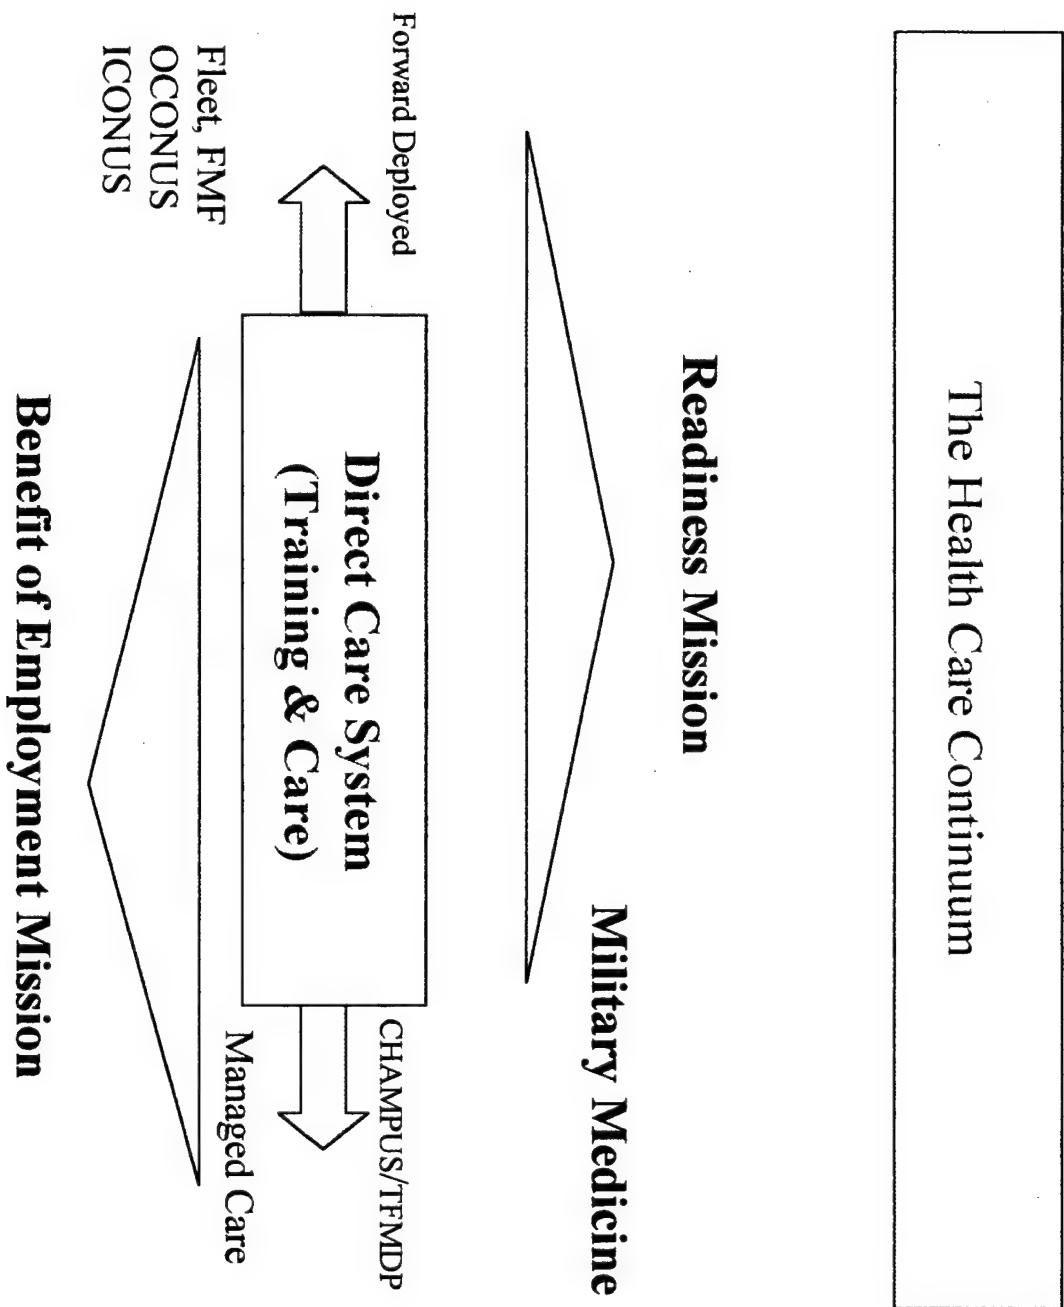 The Health Care Continuum
Readiness Mission
Military Medicine
Forward Deployed
CHAMPUS/TFMDP
Direct Care System
(Training & Care)
Fleet, FMF
OCONUS
ICONUS
Managed Care
Benefit of Employment Mission